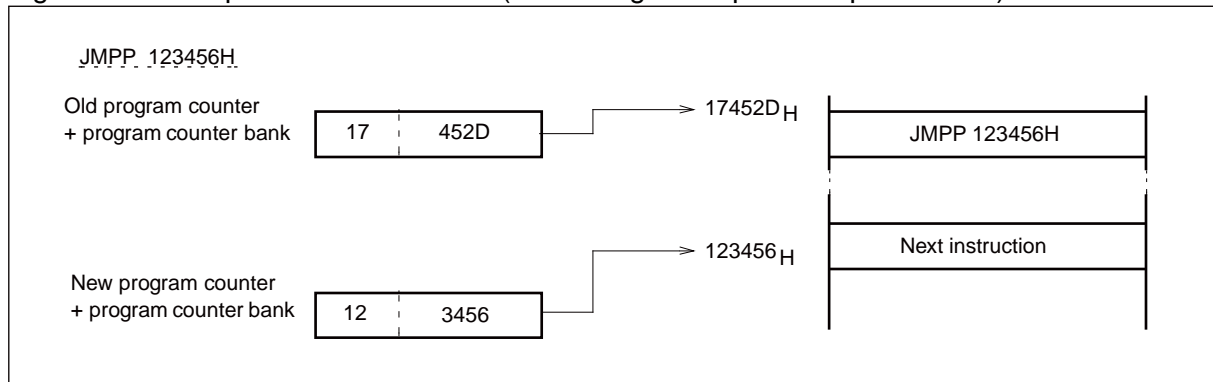 JMPP 123456H
Old program counter
+ program counter bank
17 452D
17452D H
JMPP 123456H
123456 H
Next instruction
New program counter
+ program counter bank
12 3456